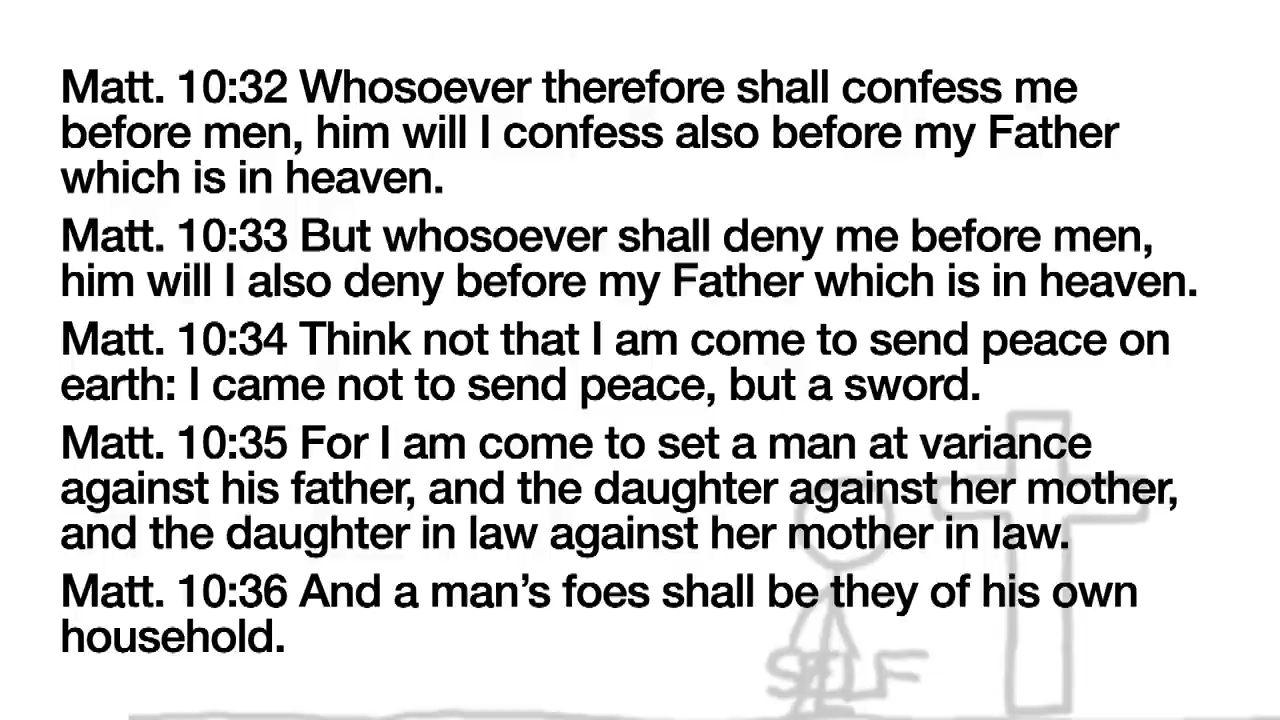 Matt. 10:32 Whosoever therefore shall confess me
before men, him will I confess also before my Father
which is in heaven.
Matt. 10:33 But whosoever shall deny me before men,
him will I also deny before my Father which is in heaven.
Matt. 10:34 Think not that I am come to send peace on
earth: I came not to send peace, but a sword.
Matt. 10:35 For I am come to set a man at variance
against his father, and the daughter against her mother,
and the daughter in law against her mother in law.
Matt. 10:36 And a man’s foes shall be they of his own
household.
SELF